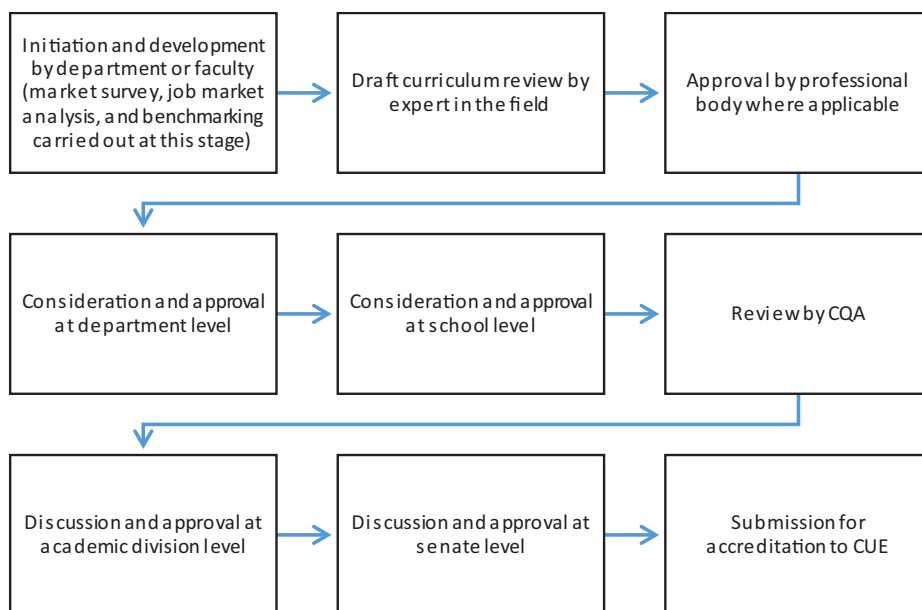 Initiation and development
by department or faculty
(market survey, job market
analysis, and benchmarking
carried out at this stage)
Draft curriculum review by
expert in the field
Approval by professional
body where applicable
Consideration and approval
at department level
Consideration and approval
at school level
Review by CQA
Discussion and approval at
academic division level
Discussion and approval at
senate level
Submission for
accreditation to CUE